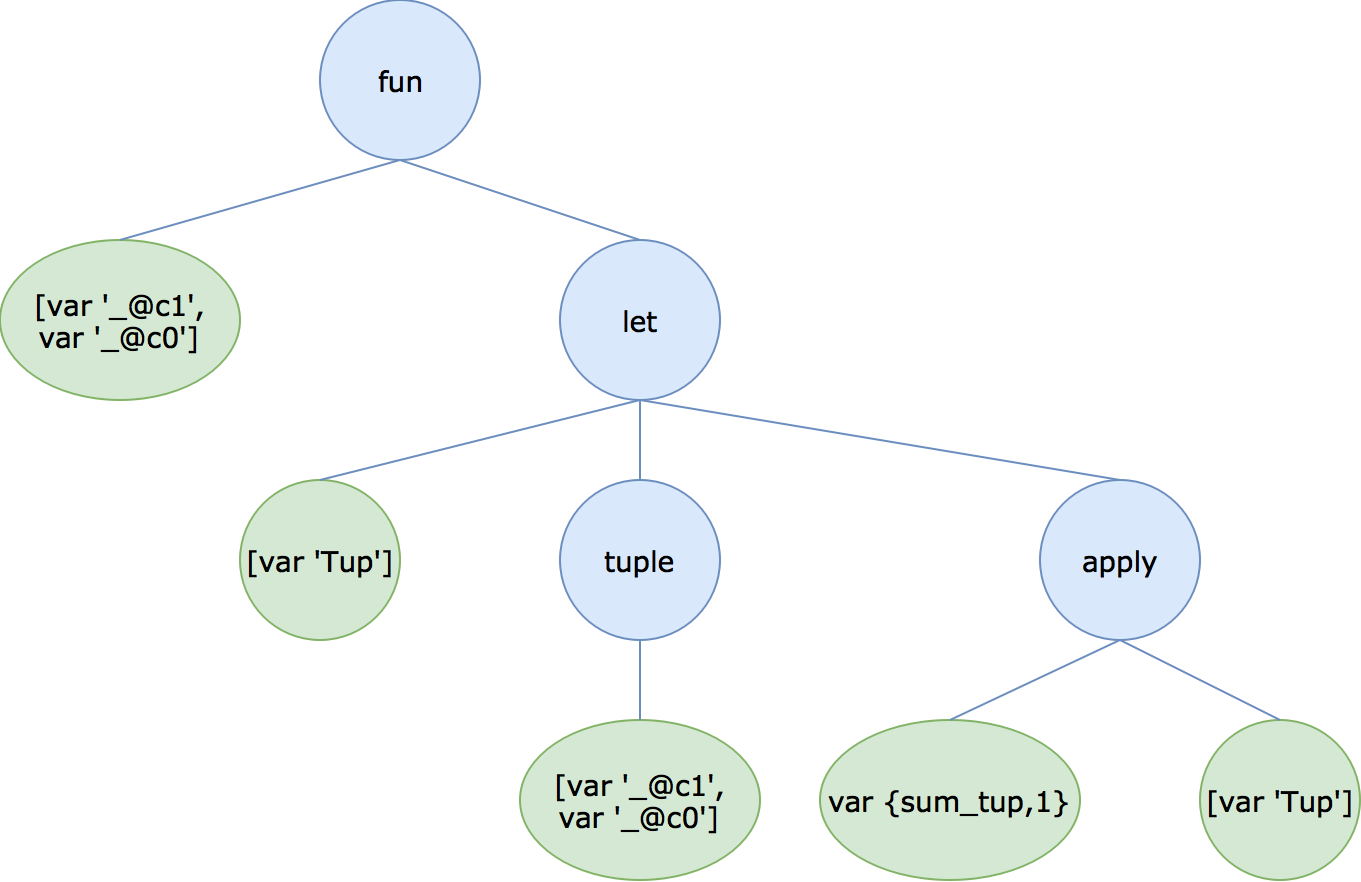 fun
[var '_@c1',
var '_@c0']
let
[var 'Tup']
tuple
apply
[var '_@c1',
var '_@c0']
var {sum_tup,1}
[var 'Tup']